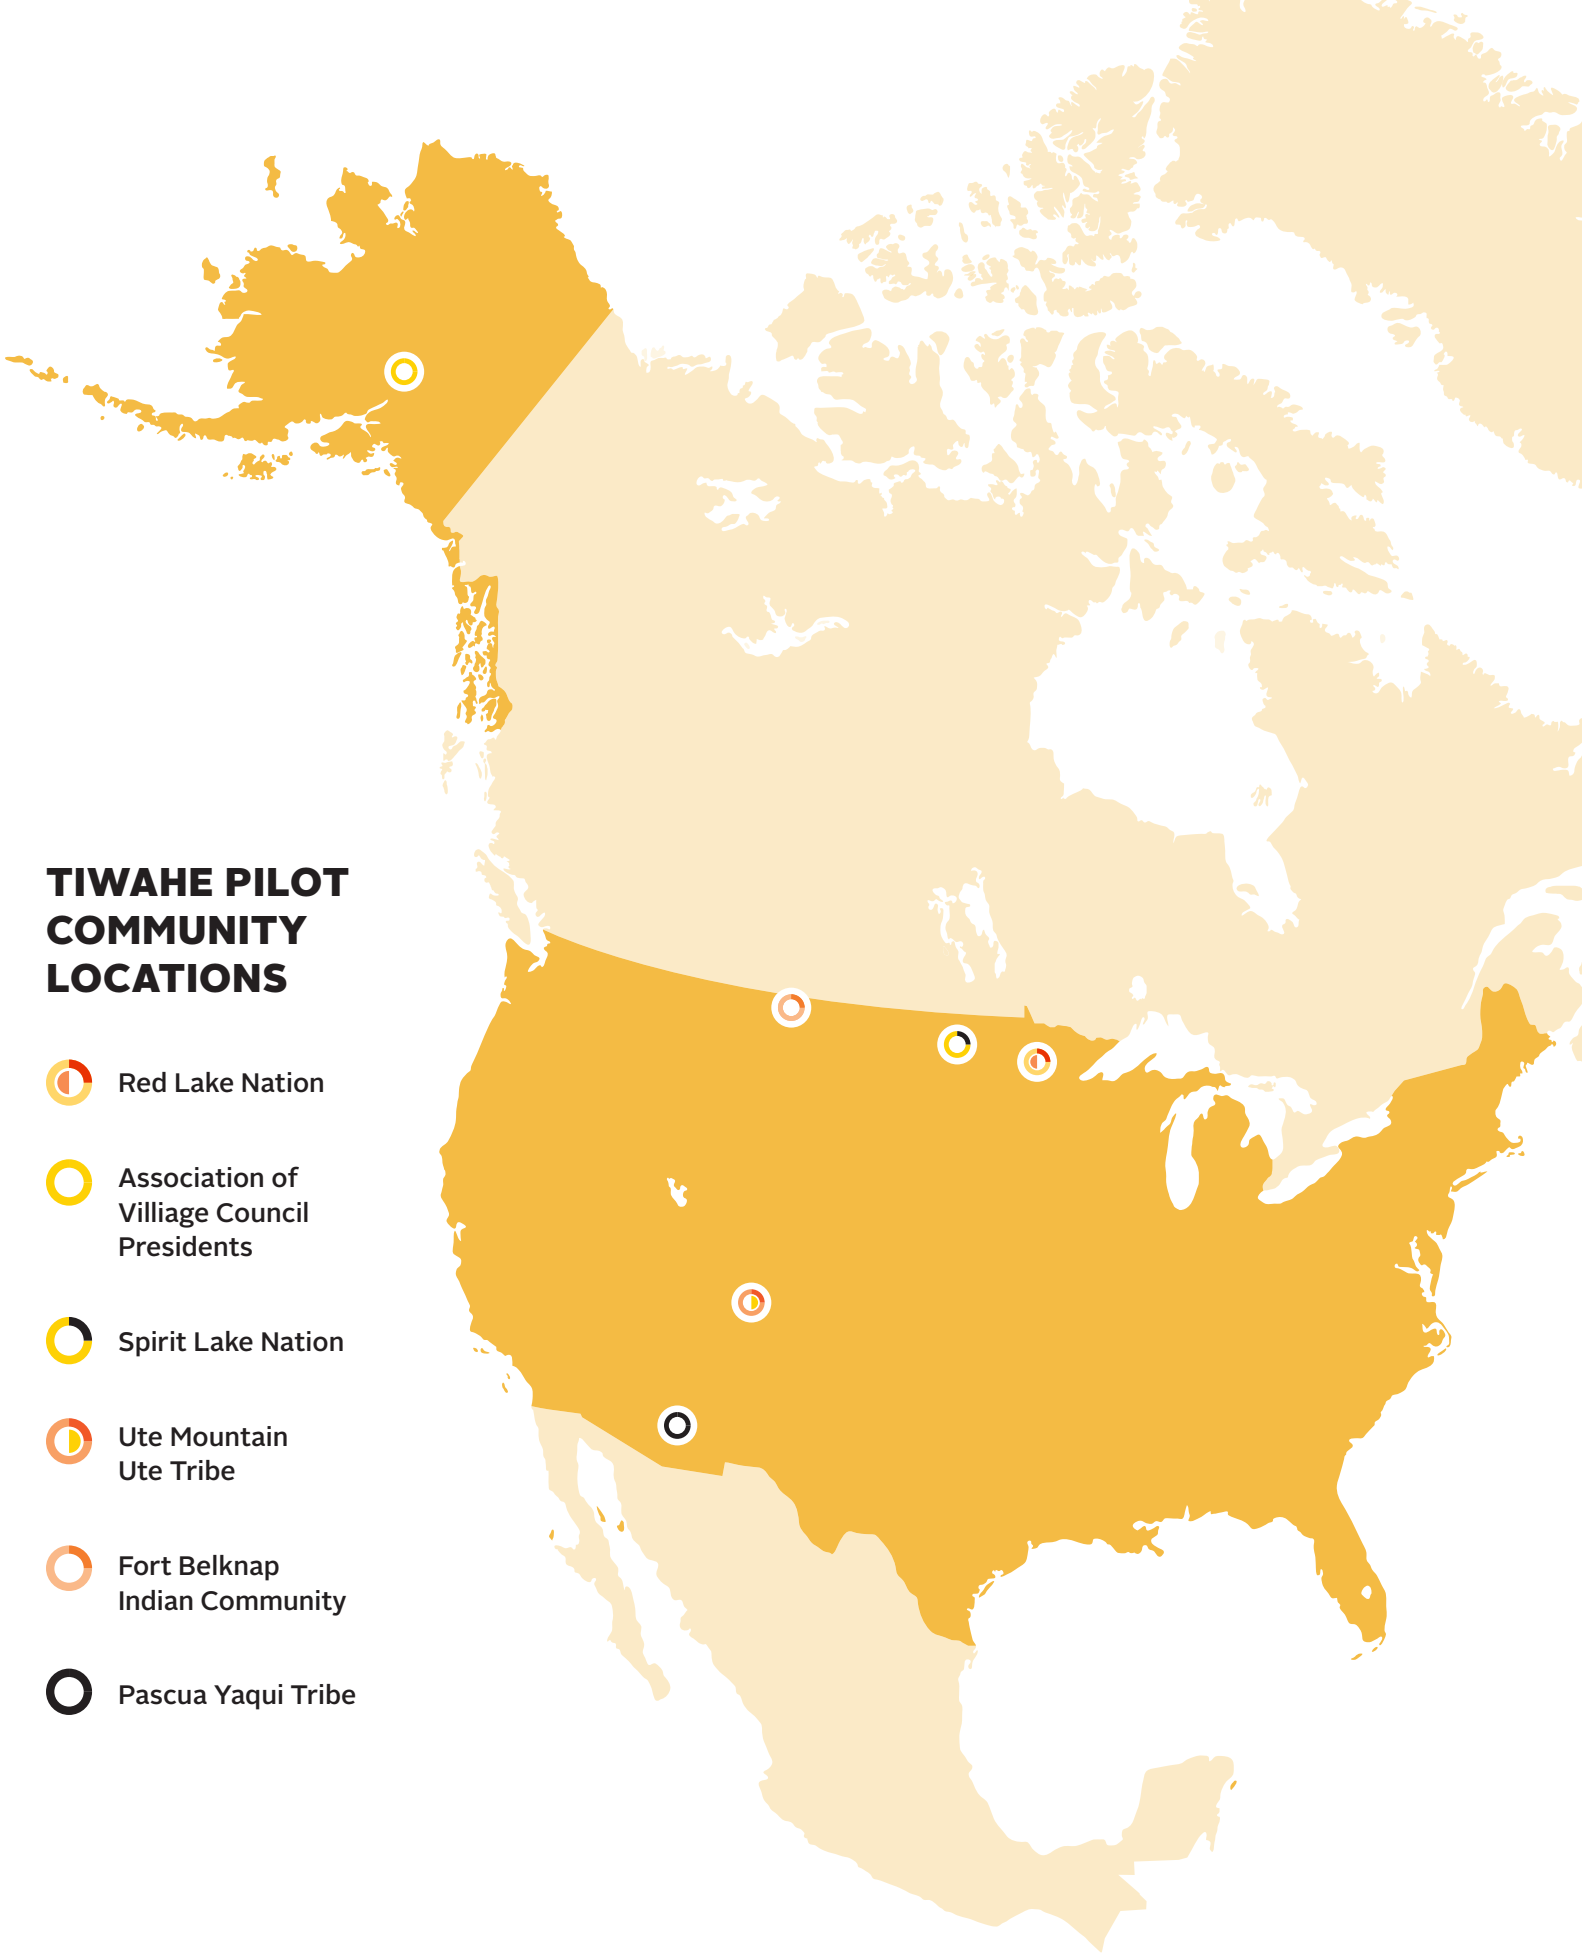 TIWAHE PILOT
COMMUNITY
LOCATIONS
Red Lake Nation
Association of
Villiage Council
Presidents
Spirit Lake Nation
Ute Mountain
Ute Tribe
Fort Belknap
Indian Community
Pascua Yaqui Tribe